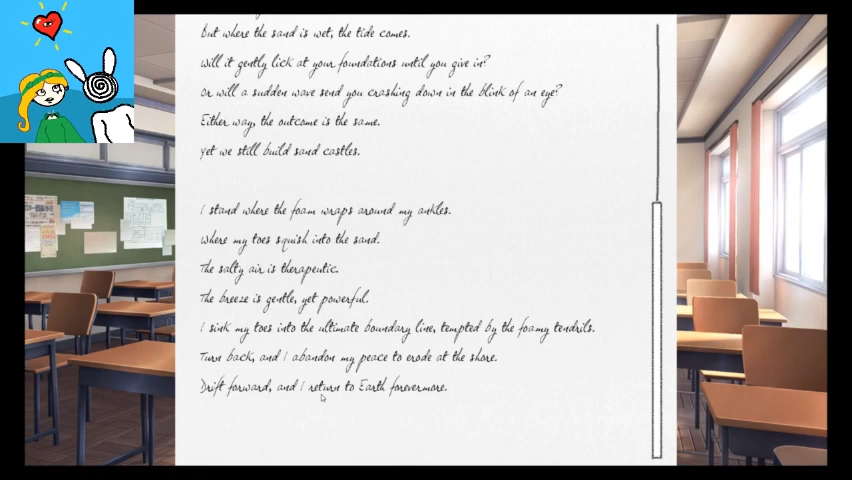 But where the sand is wet, the tide comes.
Will it gently lick at your foundations until you give in?
Or will a sudden wave send you crashing down in the blink of an eye?
Either way, the outcome is the same.
Yet we still build sand castles.
I stand where the foam wraps around my ankles.
Where my toes squish into the sand.
The salty air is therapeutic.
The breeze is gentle, yet powerful.
I sink my toes into the ultimate boundary line, tempted by the foamy tendrils.
Turn back, and I abandon my peace to erode at the shore.
Drift forward, and I return to Earth forevermore.